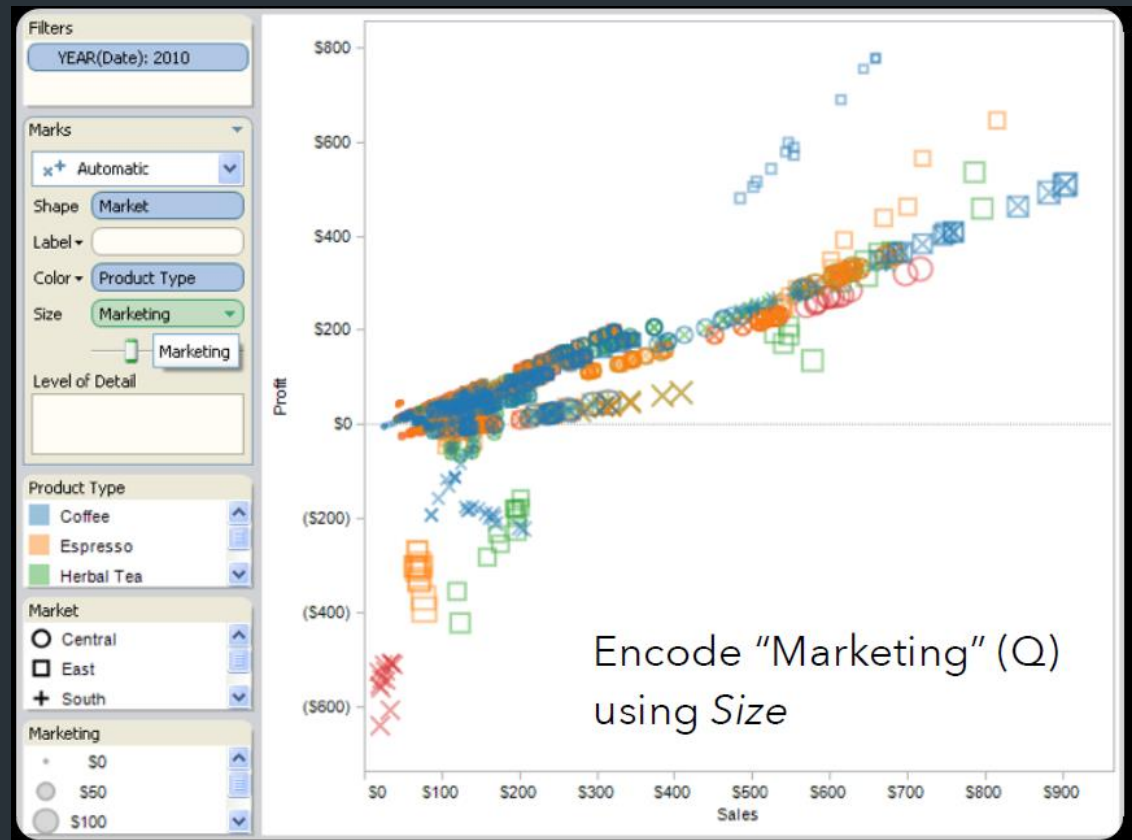 Filters
YEAR(Date): 2010
Marks
Automatic
Shape Market
Label
Color Product Type
Size Marketing
Marketing
Level of Detail
Product Type
Coffee
Espresso
Herbal Tea
Market
Central
East
South
Marketing
$0
$50
$100
$800
$600
$400
$200
$0
($200)
($400)
($600)
Profit
Encode “Marketing” (Q)
using Size
$0 $100 $200 $300 $400 $500 $600 $700 $800 $900
Sales